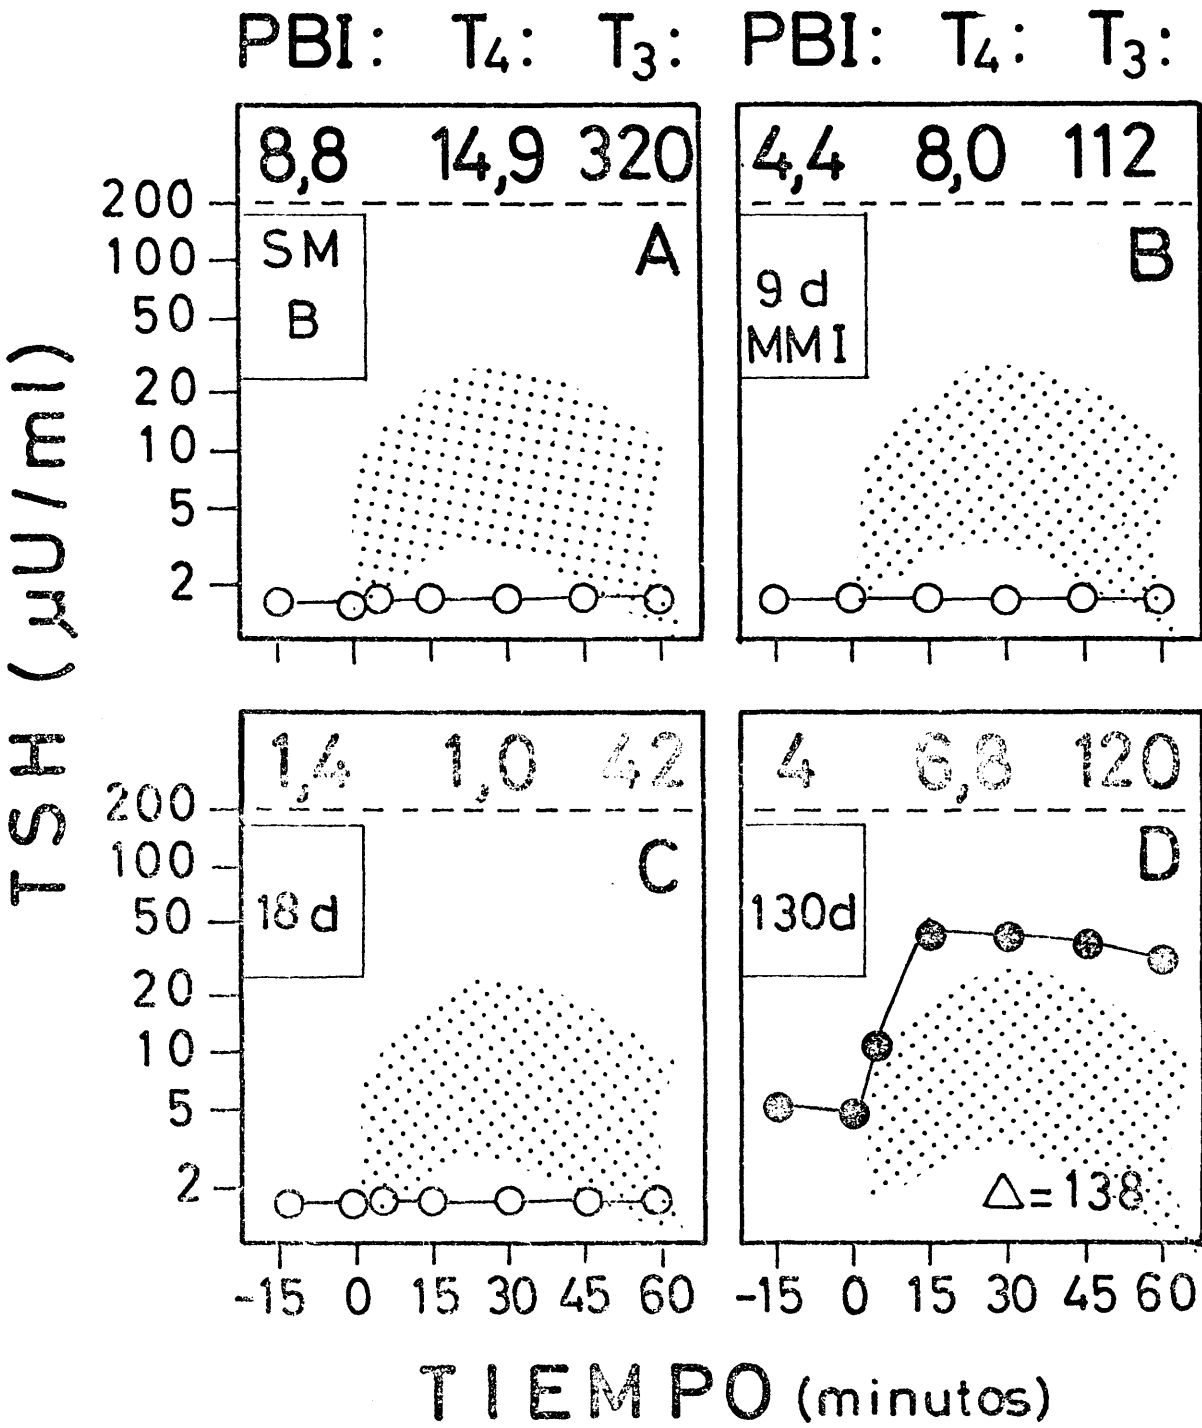 PBI: T4: T3: PBI: T4: T3:
8,8 14,9 320
4,4 8,0 112
200
100
50
20
10
5
2
SM
B
A
9 d
MMI
B
TSH (µU/ml)
1,4 1,0 42
4 6,8 120
200
100
50
20
10
5
2
18 d
C
130d
D
Δ=138
-15 0 15 30 45 60
-15 0 15 30 45 60
TIEMPO (minutos)